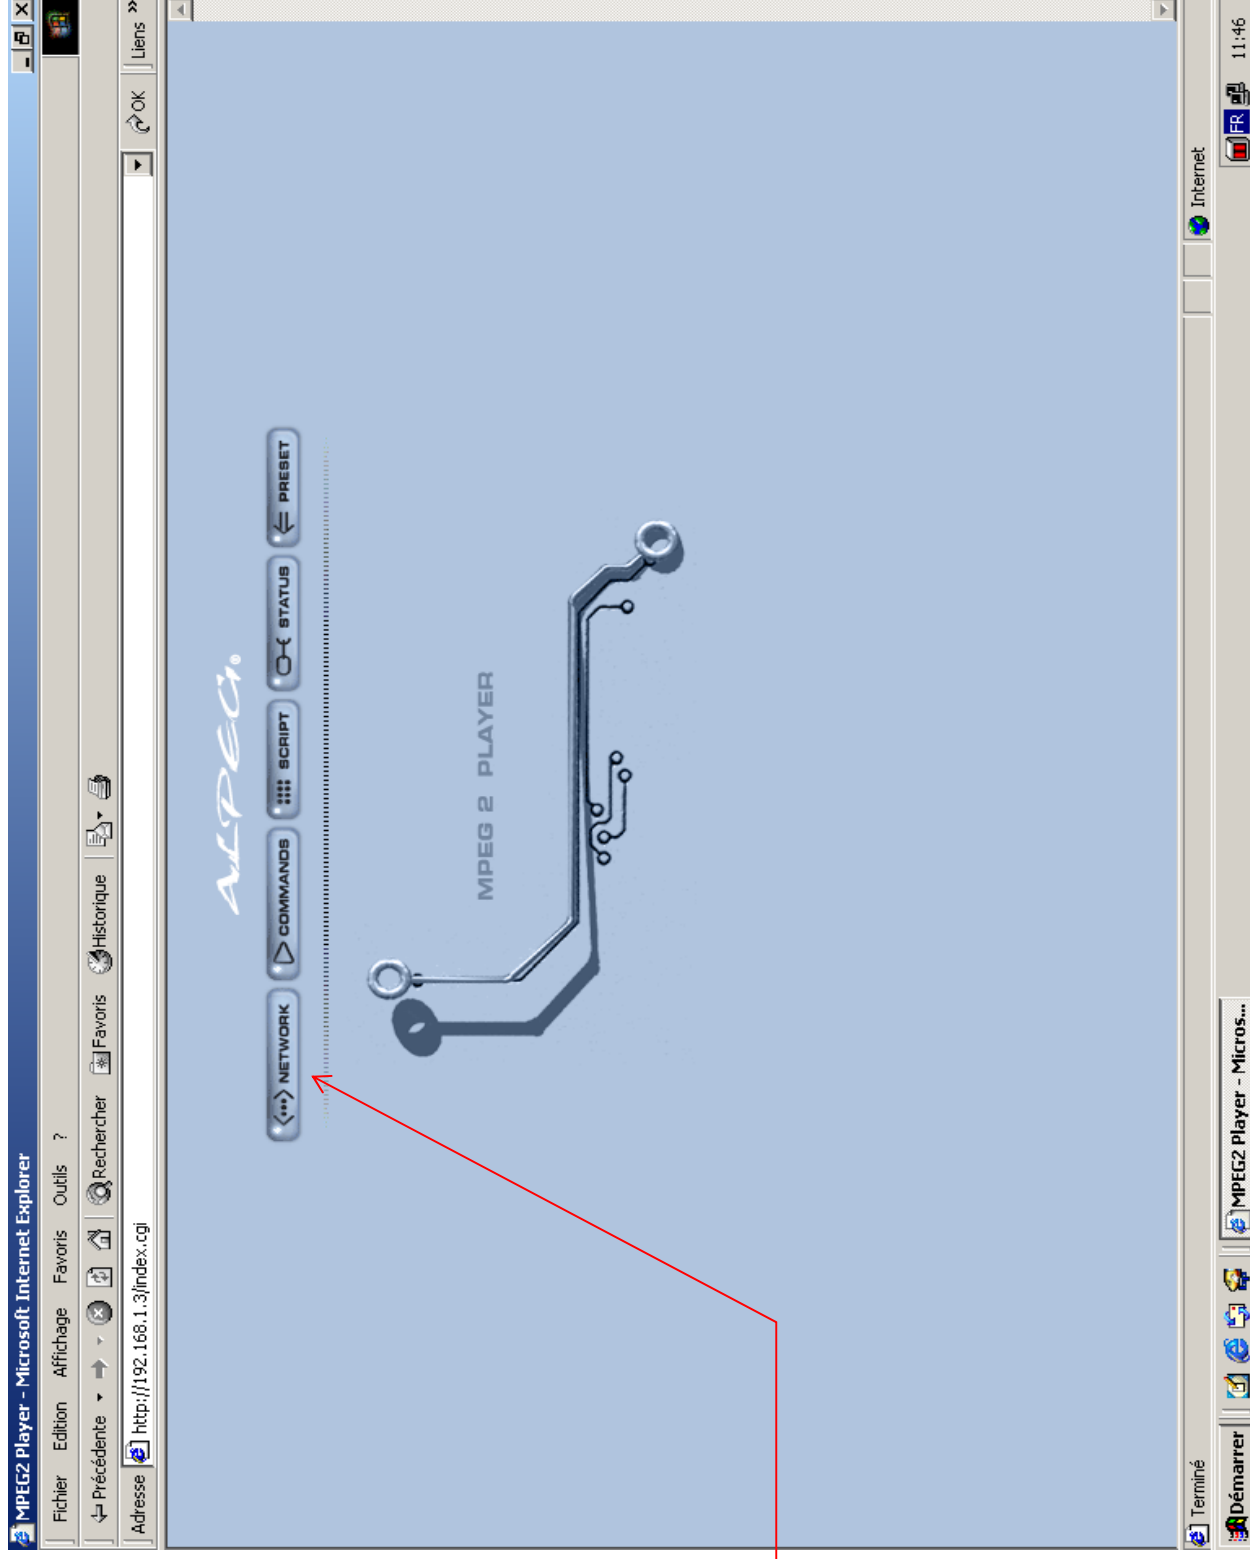 MPEG2 Player - Microsoft Internet Explorer
Fichier Edition Affichage Favoris Outils ?
Précédente Rechercher Favoris Historique
Adresse http://192.168.1.3/index.cgi OK Liens »
ALPEG®
NETWORK COMMANDS SCRIPT STATUS PRESET
MPEG 2 PLAYER
Terminé Internet
Démarrer MPEG2 Player - Micros... FR 11:46